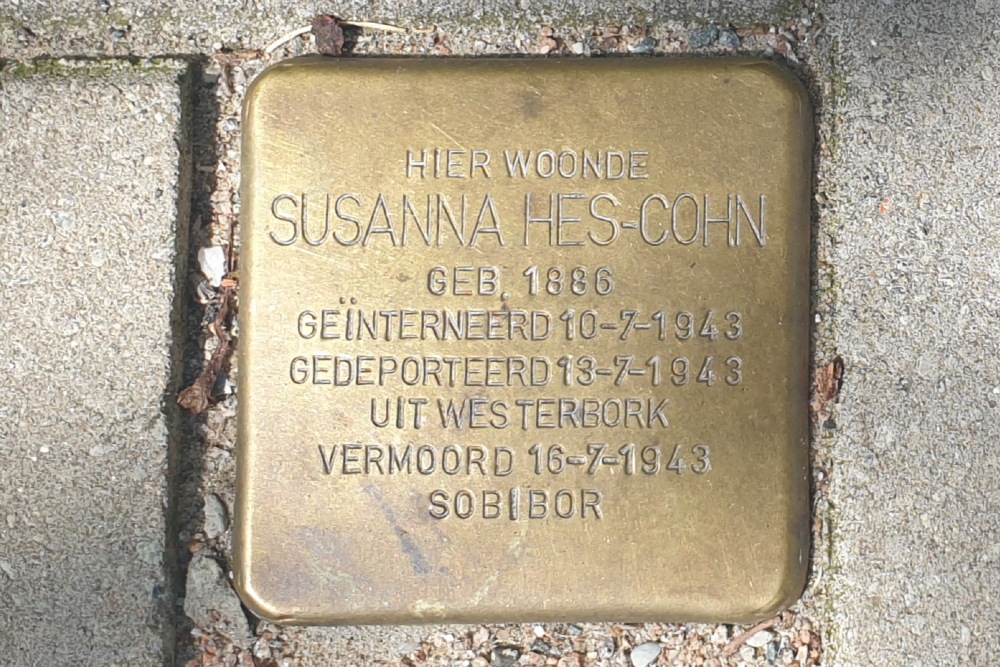 HIER WOONDE
SUSANNA HES-COHN
GEB. 1886
GEÏNTERNEERD 10-7-1943
GEDEPORTEERD 13-7-1943
UIT WESTERBORK
VERMOORD 16-7-1943
SOBIBOR